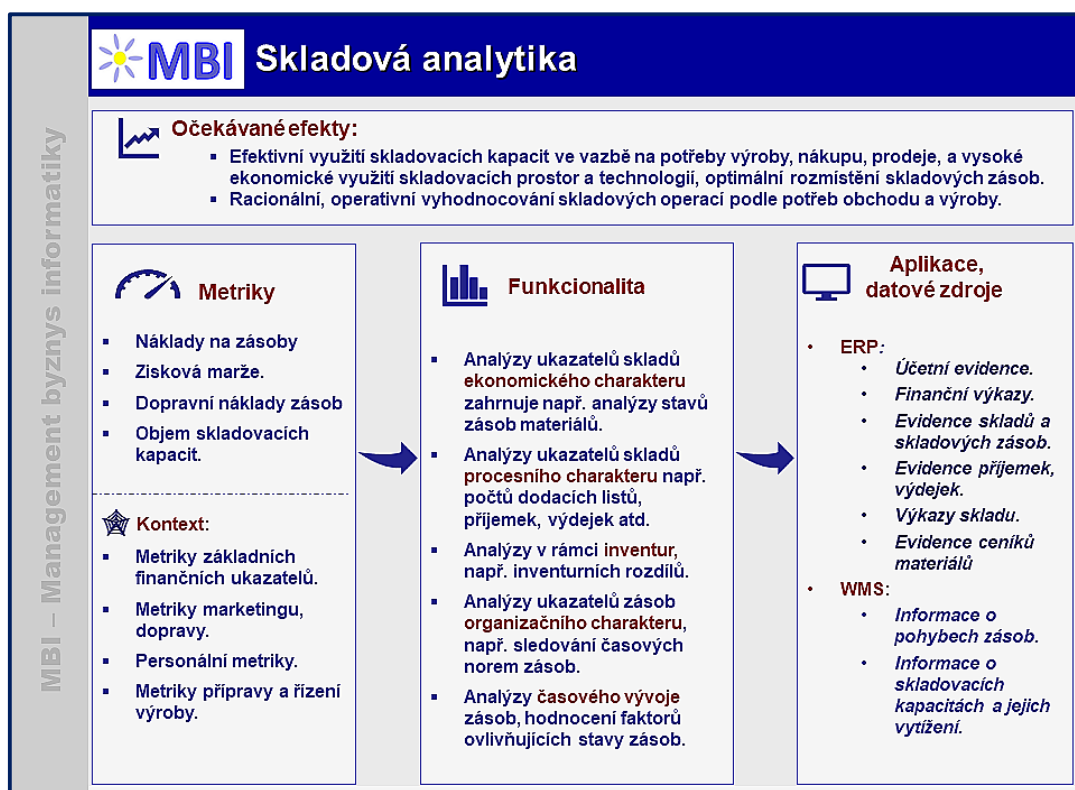 MBI – Management byznys informatiky
MBI
Skladová analytika
Očekávané efekty:
▪ Efektivní využití skladovacích kapacit ve vazbě na potřeby výroby, nákupu, prodeje, a vysoké
ekonomické využití skladovacích prostor a technologií, optimální rozmístění skladových zásob.
▪ Racionální, operativní vyhodnocování skladových operací podle potřeb obchodu a výroby.
Metriky
▪ Náklady na zásoby
▪ Zisková marže.
▪ Dopravní náklady zásob
▪ Objem skladovacích
kapacit.
Kontext:
▪ Metriky základních
finančních ukazatelů.
▪ Metriky marketingu,
dopravy.
▪ Personální metriky.
▪ Metriky přípravy a řízení
výroby.
Funkcionalita
▪ Analýzy ukazatelů skladů
ekonomického charakteru
zahrnuje např. analýzy stavů
zásob materiálů.
▪ Analýzy ukazatelů skladů
procesního charakteru např.
počtů dodacích listů,
příjemek, výdejek atd.
▪ Analýzy v rámci inventur,
např. inventurních rozdílů.
▪ Analýzy ukazatelů zásob
organizačního charakteru,
např. sledování časových
norem zásob.
▪ Analýzy časového vývoje
zásob, hodnocení faktorů
ovlivňujících stavy zásob.
Aplikace,
datové zdroje
• ERP:
• Účetní evidence.
• Finanční výkazy.
• Evidence skladů a
skladových zásob.
• Evidence příjemek,
výdejek.
• Výkazy skladu.
• Evidence ceníků
materiálů
• WMS:
• Informace o
pohybech zásob.
• Informace o
skladovacích
kapacitách a jejich
vytížení.